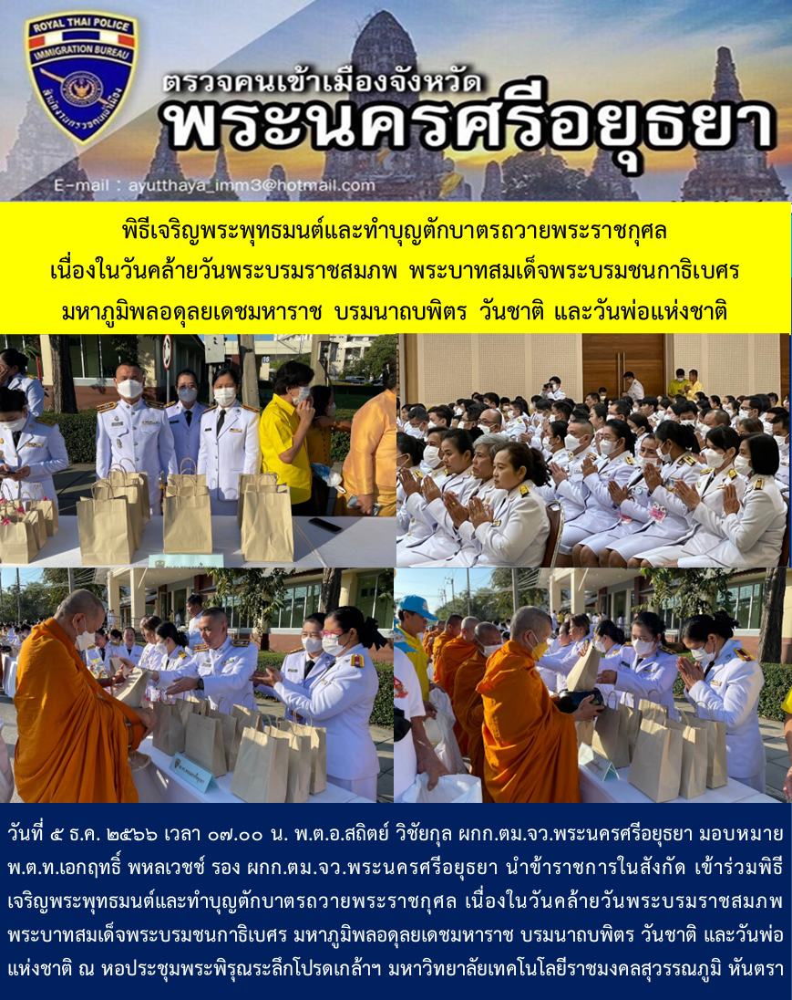 ROYAL THAI POLICE
IMMIGRATION BUREAU
สำนักงานตรวจคนเข้าเมือง
ตรวจคนเข้าเมืองจังหวัด
พระนครศรีอยุธยา
E-mail : ayutthaya_imm3@hotmail.com
พิธีเจริญพระพุทธมนต์และทำบุญตักบาตรถวายพระราชกุศล
เนื่องในวันคล้ายวันพระบรมราชสมภพ พระบาทสมเด็จพระบรมชนกาธิเบศร
มหาภูมิพลอดุลยเดชมหาราช บรมนาถบพิตร วันชาติ และวันพ่อแห่งชาติ
วันที่ ๕ ธ.ค. ๒๕๖๖ เวลา ๐๗.๐๐ น. พ.ต.อ.สถิตย์ วิชัยกุล ผกก.ตม.จว.พระนครศรีอยุธยา มอบหมาย
พ.ต.ท.เอกฤทธิ์ พหลเวชช์ รอง ผกก.ตม.จว.พระนครศรีอยุธยา นำข้าราชการในสังกัด เข้าร่วมพิธี
เจริญพระพุทธมนต์และทำบุญตักบาตรถวายพระราชกุศล เนื่องในวันคล้ายวันพระบรมราชสมภพ
พระบาทสมเด็จพระบรมชนกาธิเบศร มหาภูมิพลอดุลยเดชมหาราช บรมนาถบพิตร วันชาติ และวันพ่อ
แห่งชาติ ณ หอประชุมพระพิรุณระลึกโปรดเกล้าฯ มหาวิทยาลัยเทคโนโลยีราชมงคลสุวรรณภูมิ หันตรา